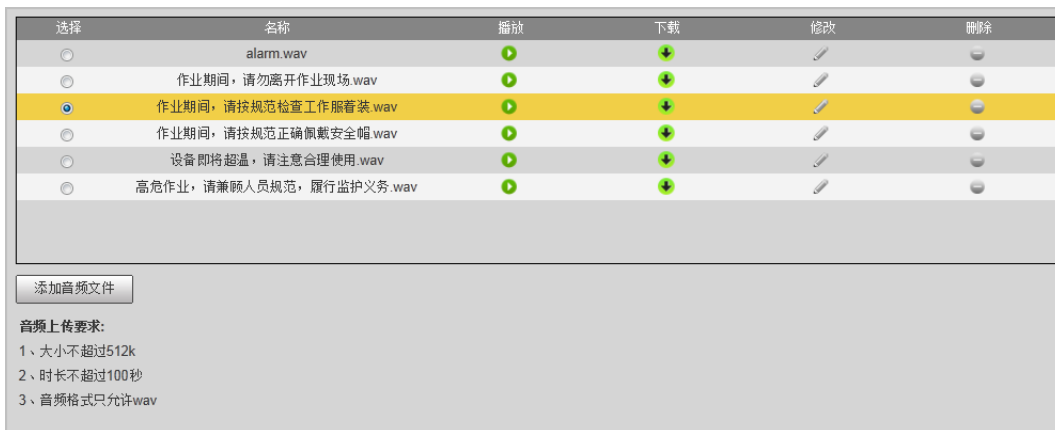 选择 名称 播放 下载 修改 删除
alarm.wav
作业期间，请勿离开作业现场.wav
作业期间，请按规范检查工作服着装.wav
作业期间，请按规范正确佩戴安全帽.wav
设备即将超温，请注意合理使用.wav
高危作业，请兼顾人员规范，履行监护义务.wav
添加音频文件
音频上传要求:
1、大小不超过512k
2、时长不超过100秒
3、音频格式只允许wav